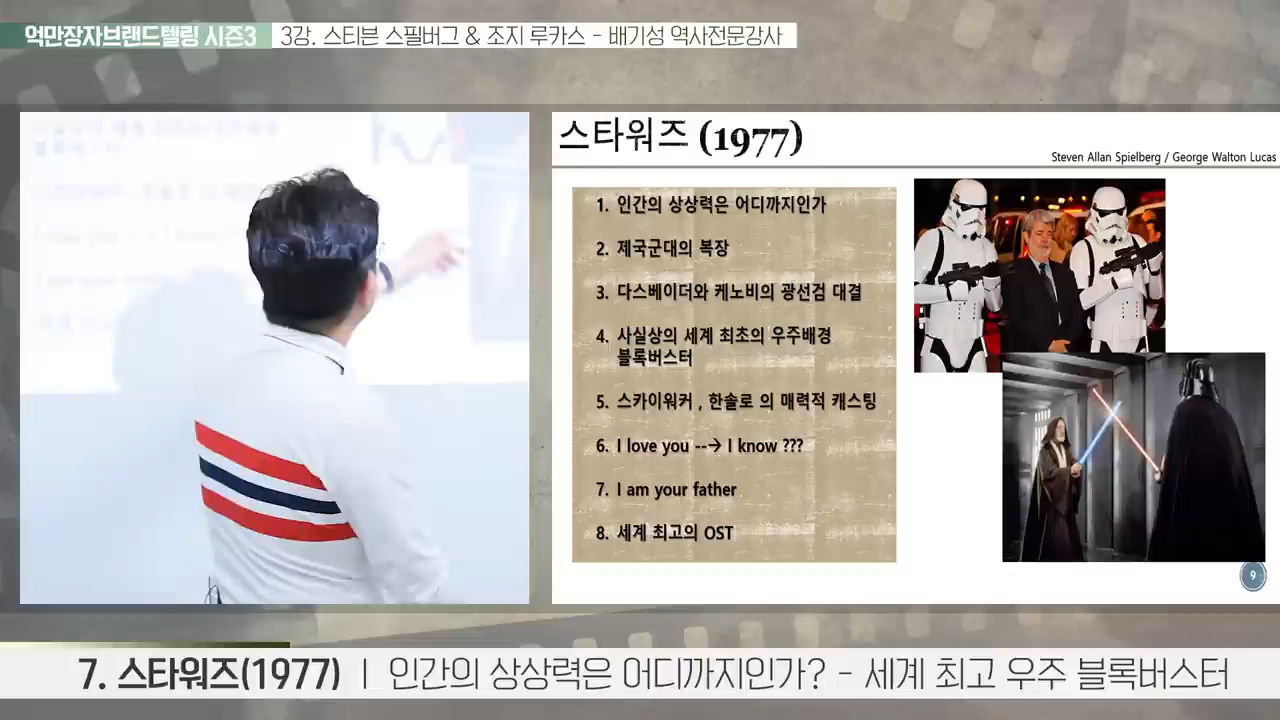 억만장자브랜드텔링 시즌3 3강. 스티븐 스필버그 & 조지 루카스 - 배기성 역사전문강사
스타워즈 (1977)
Steven Allan Spielberg / George Walton Lucas
1. 인간의 상상력은 어디까지인가
2. 제국군대의 복장
3. 다스베이더와 케노비의 광선검 대결
4. 사실상의 세계 최초의 우주배경
블록버스터
5. 스카이워커 , 한솔로 의 매력적 캐스팅
6. I love you --→ I know ???
7. I am your father
8. 세계 최고의 OST
9
7. 스타워즈(1977) | 인간의 상상력은 어디까지인가? - 세계 최고 우주 블록버스터